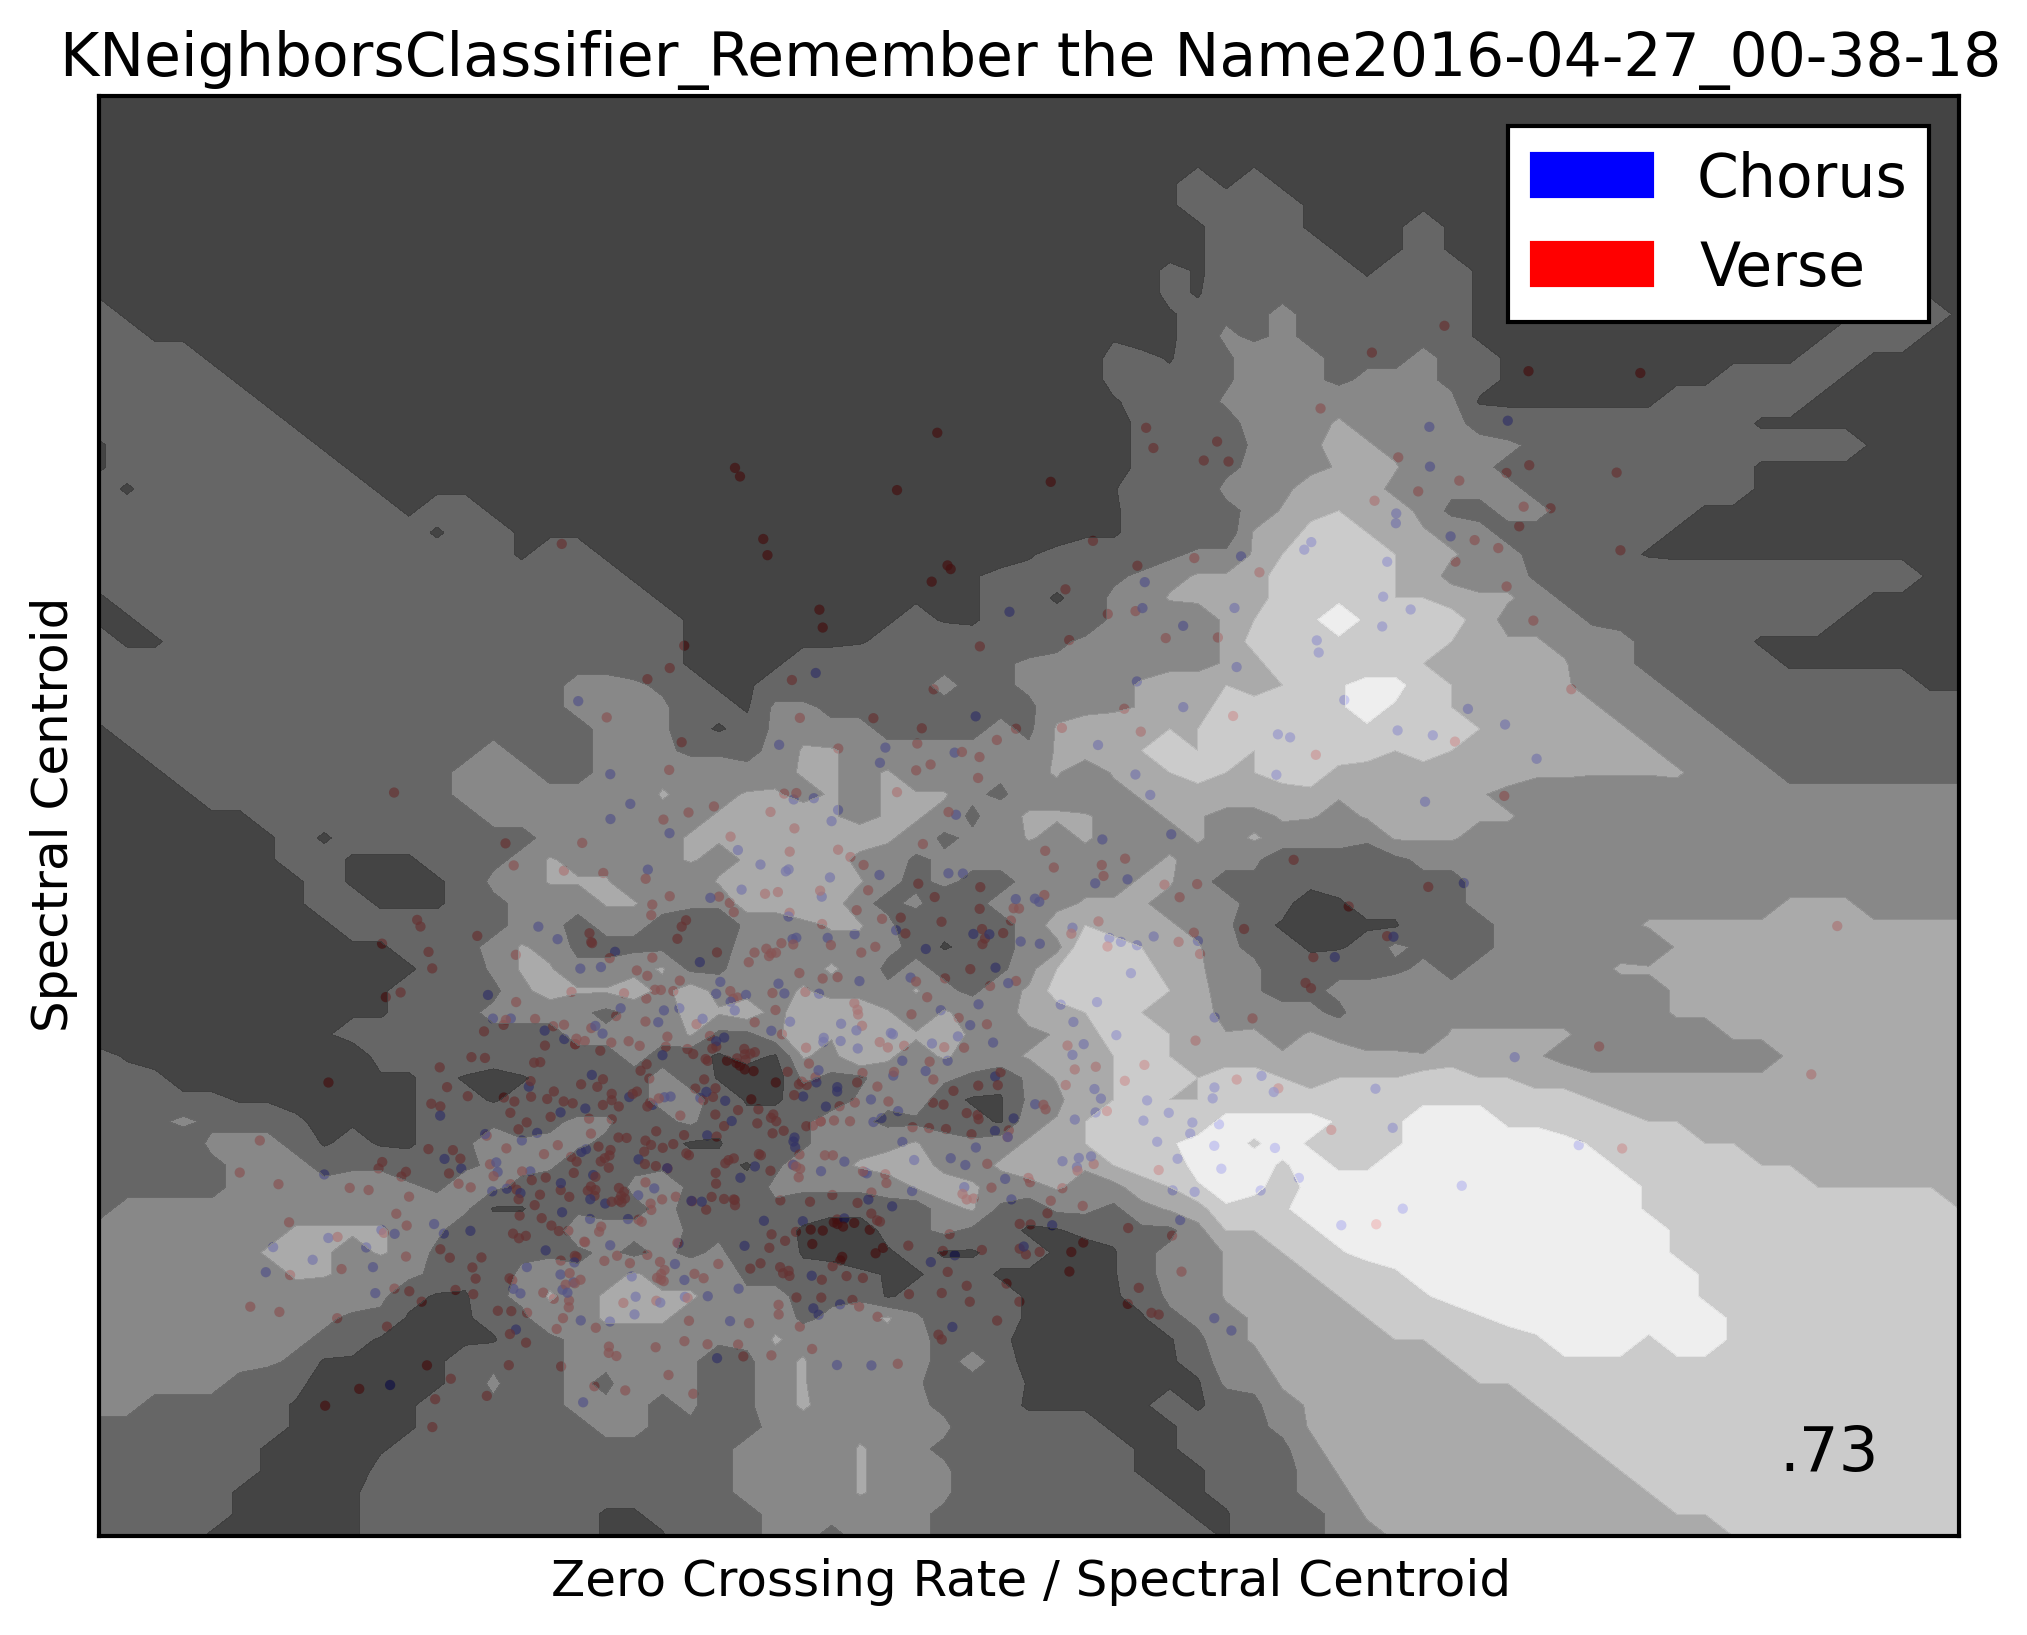 KNeighborsClassifier_Remember the Name2016-04-27_00-38-18
Chorus
Verse
Spectral Centroid
.73
Zero Crossing Rate / Spectral Centroid